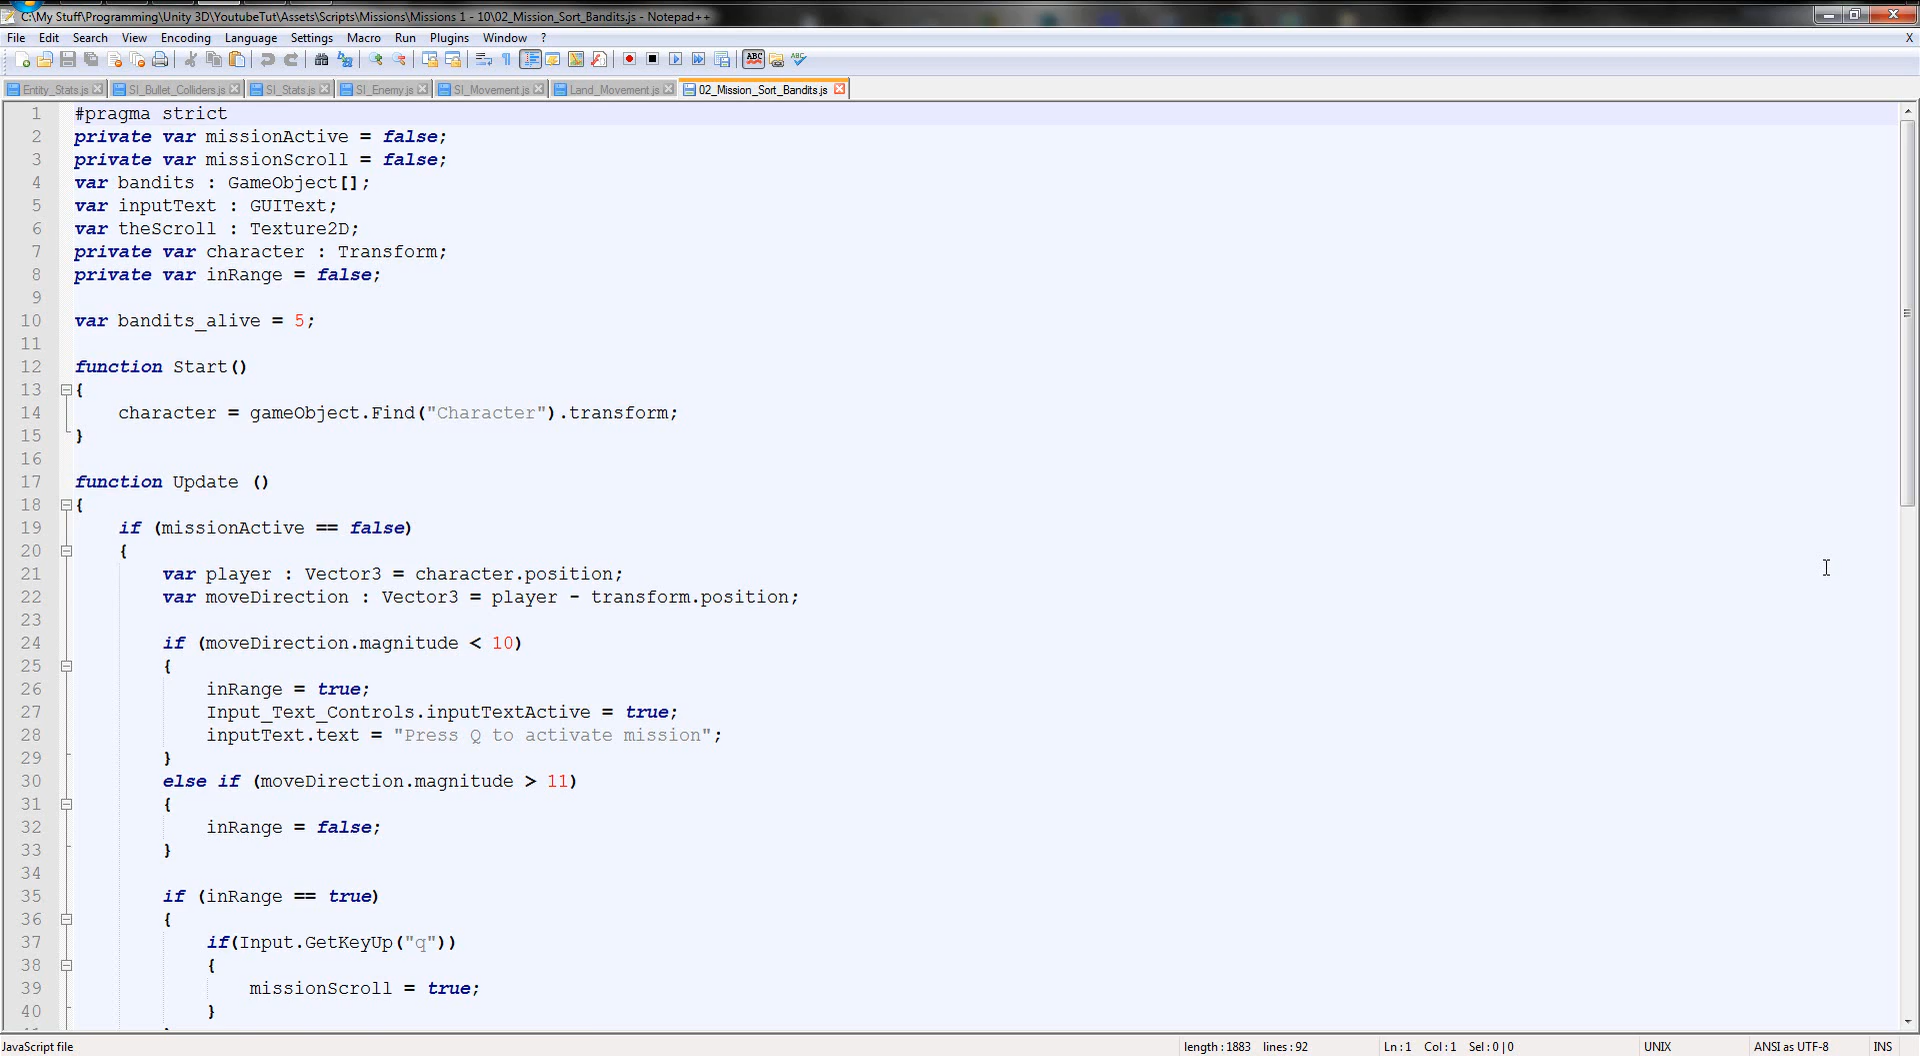 C:\My Stuff\Programming\Unity 3D\YoutubeTut\Assets\Scripts\Missions\Missions 1 - 10\02_Mission_Sort_Bandits.js - Notepad++
File Edit Search View Encoding Language Settings Macro Run Plugins Window ? X
Entity_Stats.js SI_Bullet_Colliders.js SI_Stats.js SI_Enemy.js SI_Movement.js Land_Movement.js 02_Mission_Sort_Bandits.js
1 #pragma strict
2 private var missionActive = false;
3 private var missionScroll = false;
4 var bandits : GameObject[];
5 var inputText : GUIText;
6 var theScroll : Texture2D;
7 private var character : Transform;
8 private var inRange = false;
9
10 var bandits_alive = 5;
11
12 function Start()
13 {
14 character = gameObject.Find("Character").transform;
15 }
16
17 function Update ()
18 {
19 if (missionActive == false)
20 {
21 var player : Vector3 = character.position;
22 var moveDirection : Vector3 = player - transform.position;
23
24 if (moveDirection.magnitude < 10)
25 {
26 inRange = true;
27 Input_Text_Controls.inputTextActive = true;
28 inputText.text = "Press Q to activate mission";
29 }
30 else if (moveDirection.magnitude > 11)
31 {
32 inRange = false;
33 }
34
35 if (inRange == true)
36 {
37 if(Input.GetKeyUp("q"))
38 {
39 missionScroll = true;
40 }
JavaScript file length : 1883 lines : 92 Ln : 1 Col : 1 Sel : 0 | 0 UNIX ANSI as UTF-8 INS